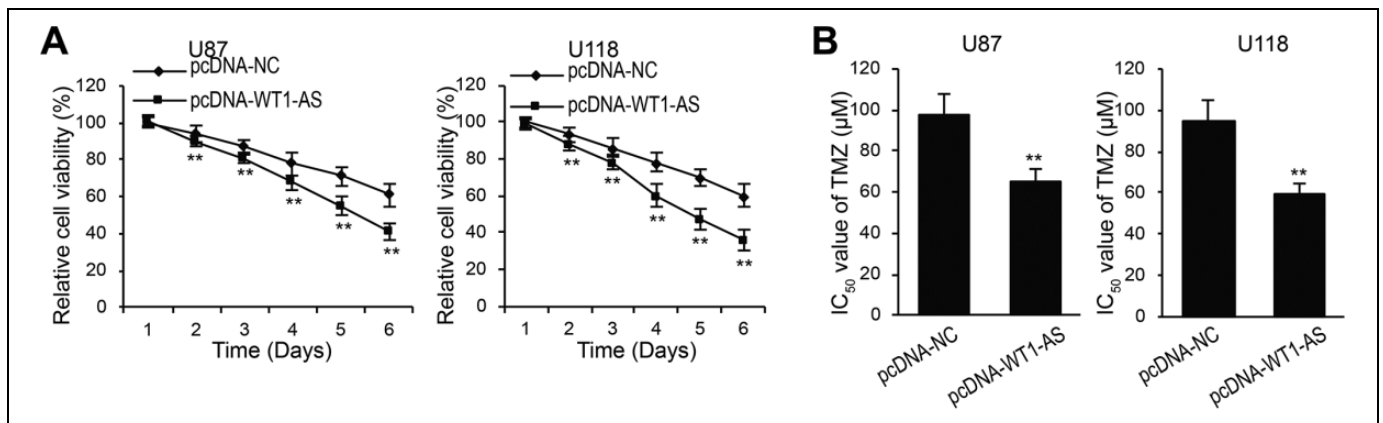 A
U87
pcDNA-NC
pcDNA-WT1-AS
Relative cell viability (%)
120
100
80
60
40
20
0
**
**
**
**
**
1 2 3 4 5 6
Time (Days)
U118
pcDNA-NC
pcDNA-WT1-AS
Relative cell viability (%)
120
100
80
60
40
20
0
**
**
**
**
**
1 2 3 4 5 6
Time (Days)
B
U87
IC50 value of TMZ (µM)
120
100
80
60
40
20
0
**
pcDNA-NC
pcDNA-WT1-AS
U118
IC50 value of TMZ (µM)
120
100
80
60
40
20
0
**
pcDNA-NC
pcDNA-WT1-AS